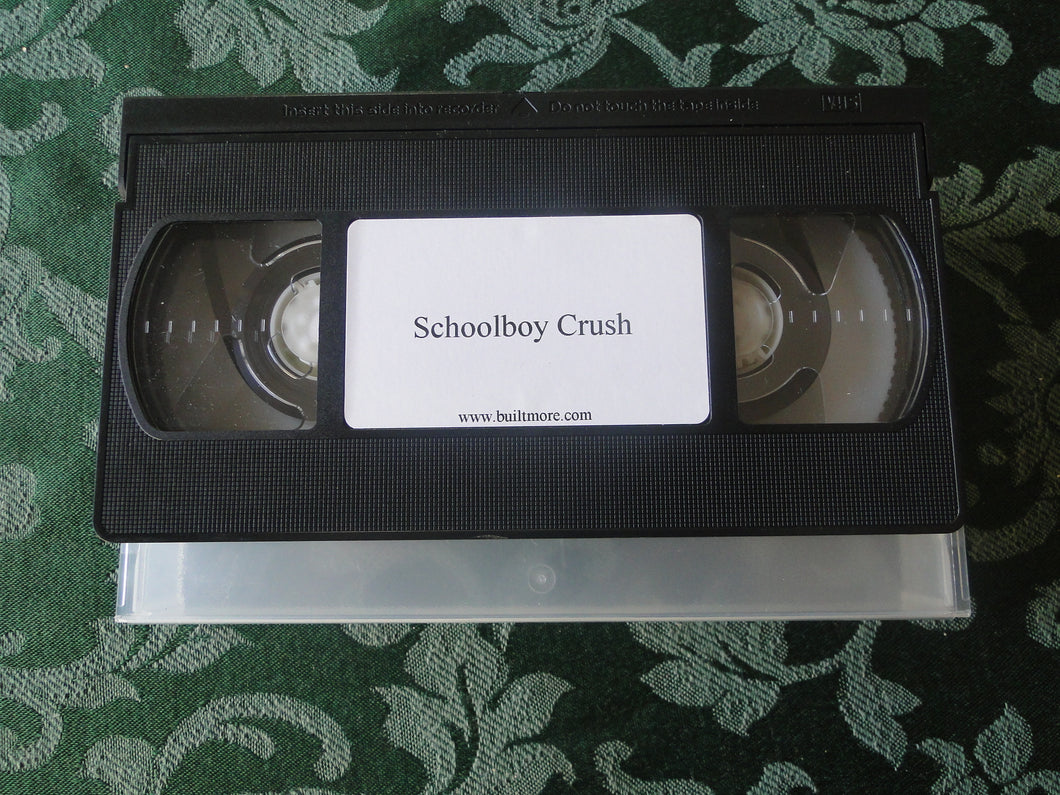 Insert this side into recorder Do not touch the tape inside VHS
Schoolboy Crush
www.builtmore.com